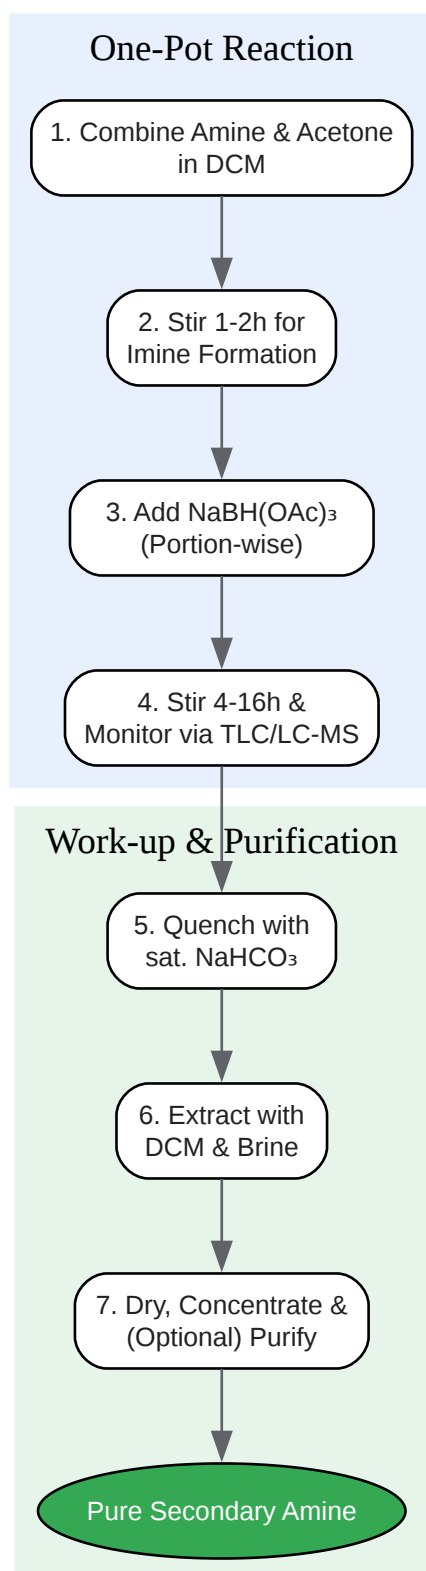 One-Pot Reaction
1. Combine Amine & Acetone
in DCM
2. Stir 1-2h for
Imine Formation
3. Add NaBH(OAc)₃
(Portion-wise)
4. Stir 4-16h &
Monitor via TLC/LC-MS
Work-up & Purification
5. Quench with
sat. NaHCO₃
6. Extract with
DCM & Brine
7. Dry, Concentrate &
(Optional) Purify
Pure Secondary Amine